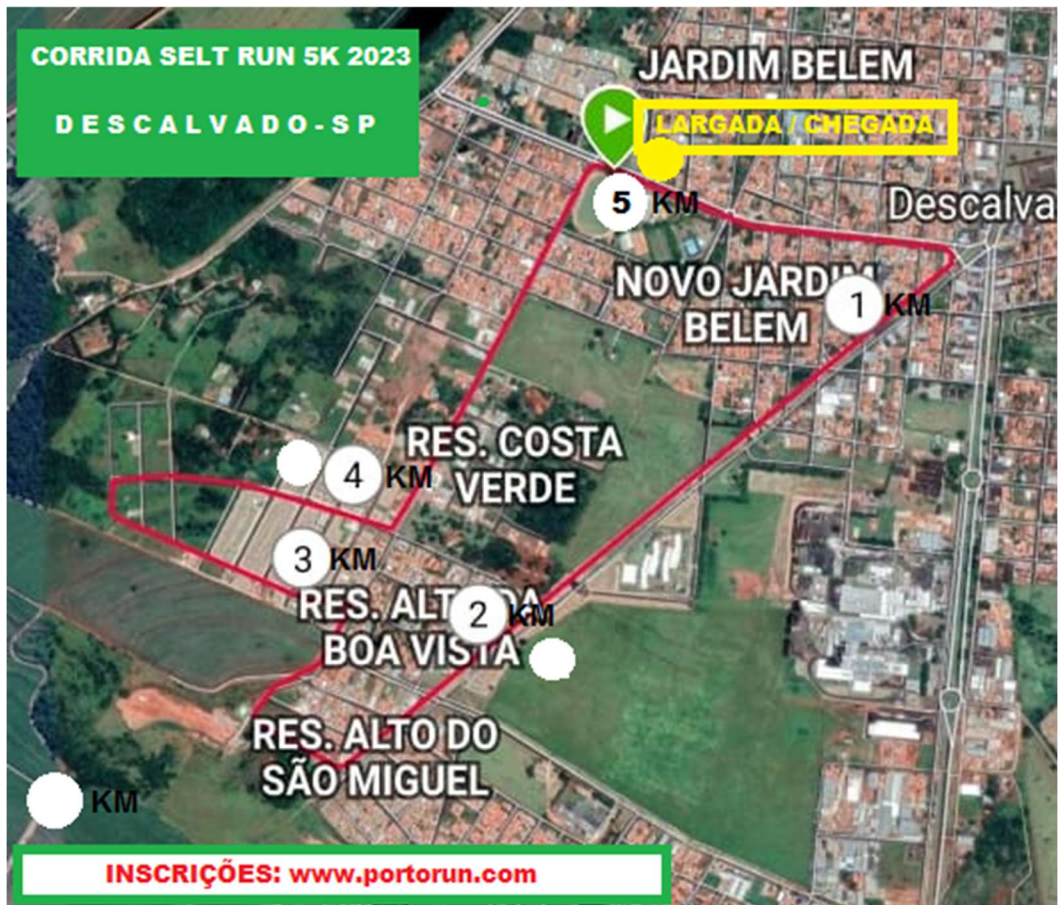 CORRIDA SELT RUN 5K 2023
DESCALVADO-SP
JARDIM BELEM
LARGADA / CHEGADA
5 KM
Descalva
NOVO JARDIM
BELEM
1 KM
RES. COSTA
VERDE
4 KM
3 KM
RES. ALTO DA
BOA VISTA
2 KM
RES. ALTO DO
SÃO MIGUEL
KM
INSCRIÇÕES: www.portorun.com